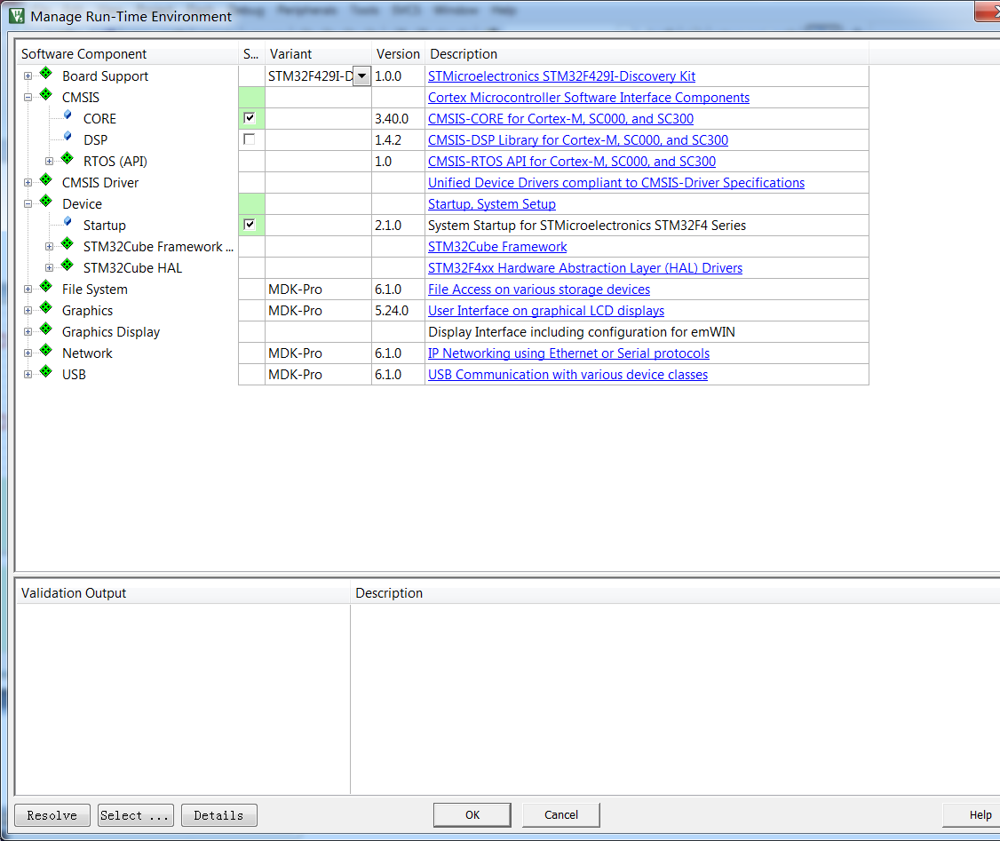 Manage Run-Time Environment
Debug Peripherals Tools SVCS Window Help
Software Component S... Variant Version Description
Board Support STM32F429I-D 1.0.0 STMicroelectronics STM32F429I-Discovery Kit
CMSIS Cortex Microcontroller Software Interface Components
CORE 3.40.0 CMSIS-CORE for Cortex-M, SC000, and SC300
DSP 1.4.2 CMSIS-DSP Library for Cortex-M, SC000, and SC300
RTOS (API) 1.0 CMSIS-RTOS API for Cortex-M, SC000, and SC300
CMSIS Driver Unified Device Drivers compliant to CMSIS-Driver Specifications
Device Startup, System Setup
Startup 2.1.0 System Startup for STMicroelectronics STM32F4 Series
STM32Cube Framework ... STM32Cube Framework
STM32Cube HAL STM32F4xx Hardware Abstraction Layer (HAL) Drivers
File System MDK-Pro 6.1.0 File Access on various storage devices
Graphics MDK-Pro 5.24.0 User Interface on graphical LCD displays
Graphics Display Display Interface including configuration for emWIN
Network MDK-Pro 6.1.0 IP Networking using Ethernet or Serial protocols
USB MDK-Pro 6.1.0 USB Communication with various device classes
Validation Output Description
Resolve Select ... Details OK Cancel Help